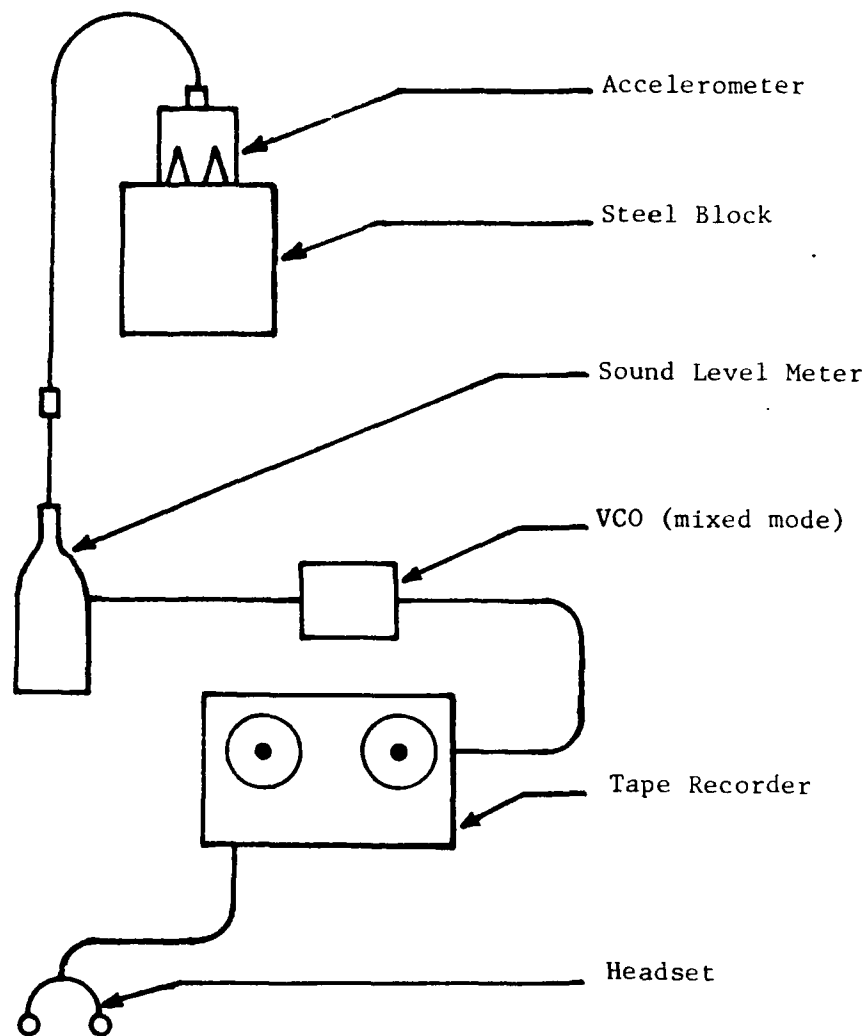 Accelerometer
Steel Block
Sound Level Meter
VCO (mixed mode)
Tape Recorder
Headset